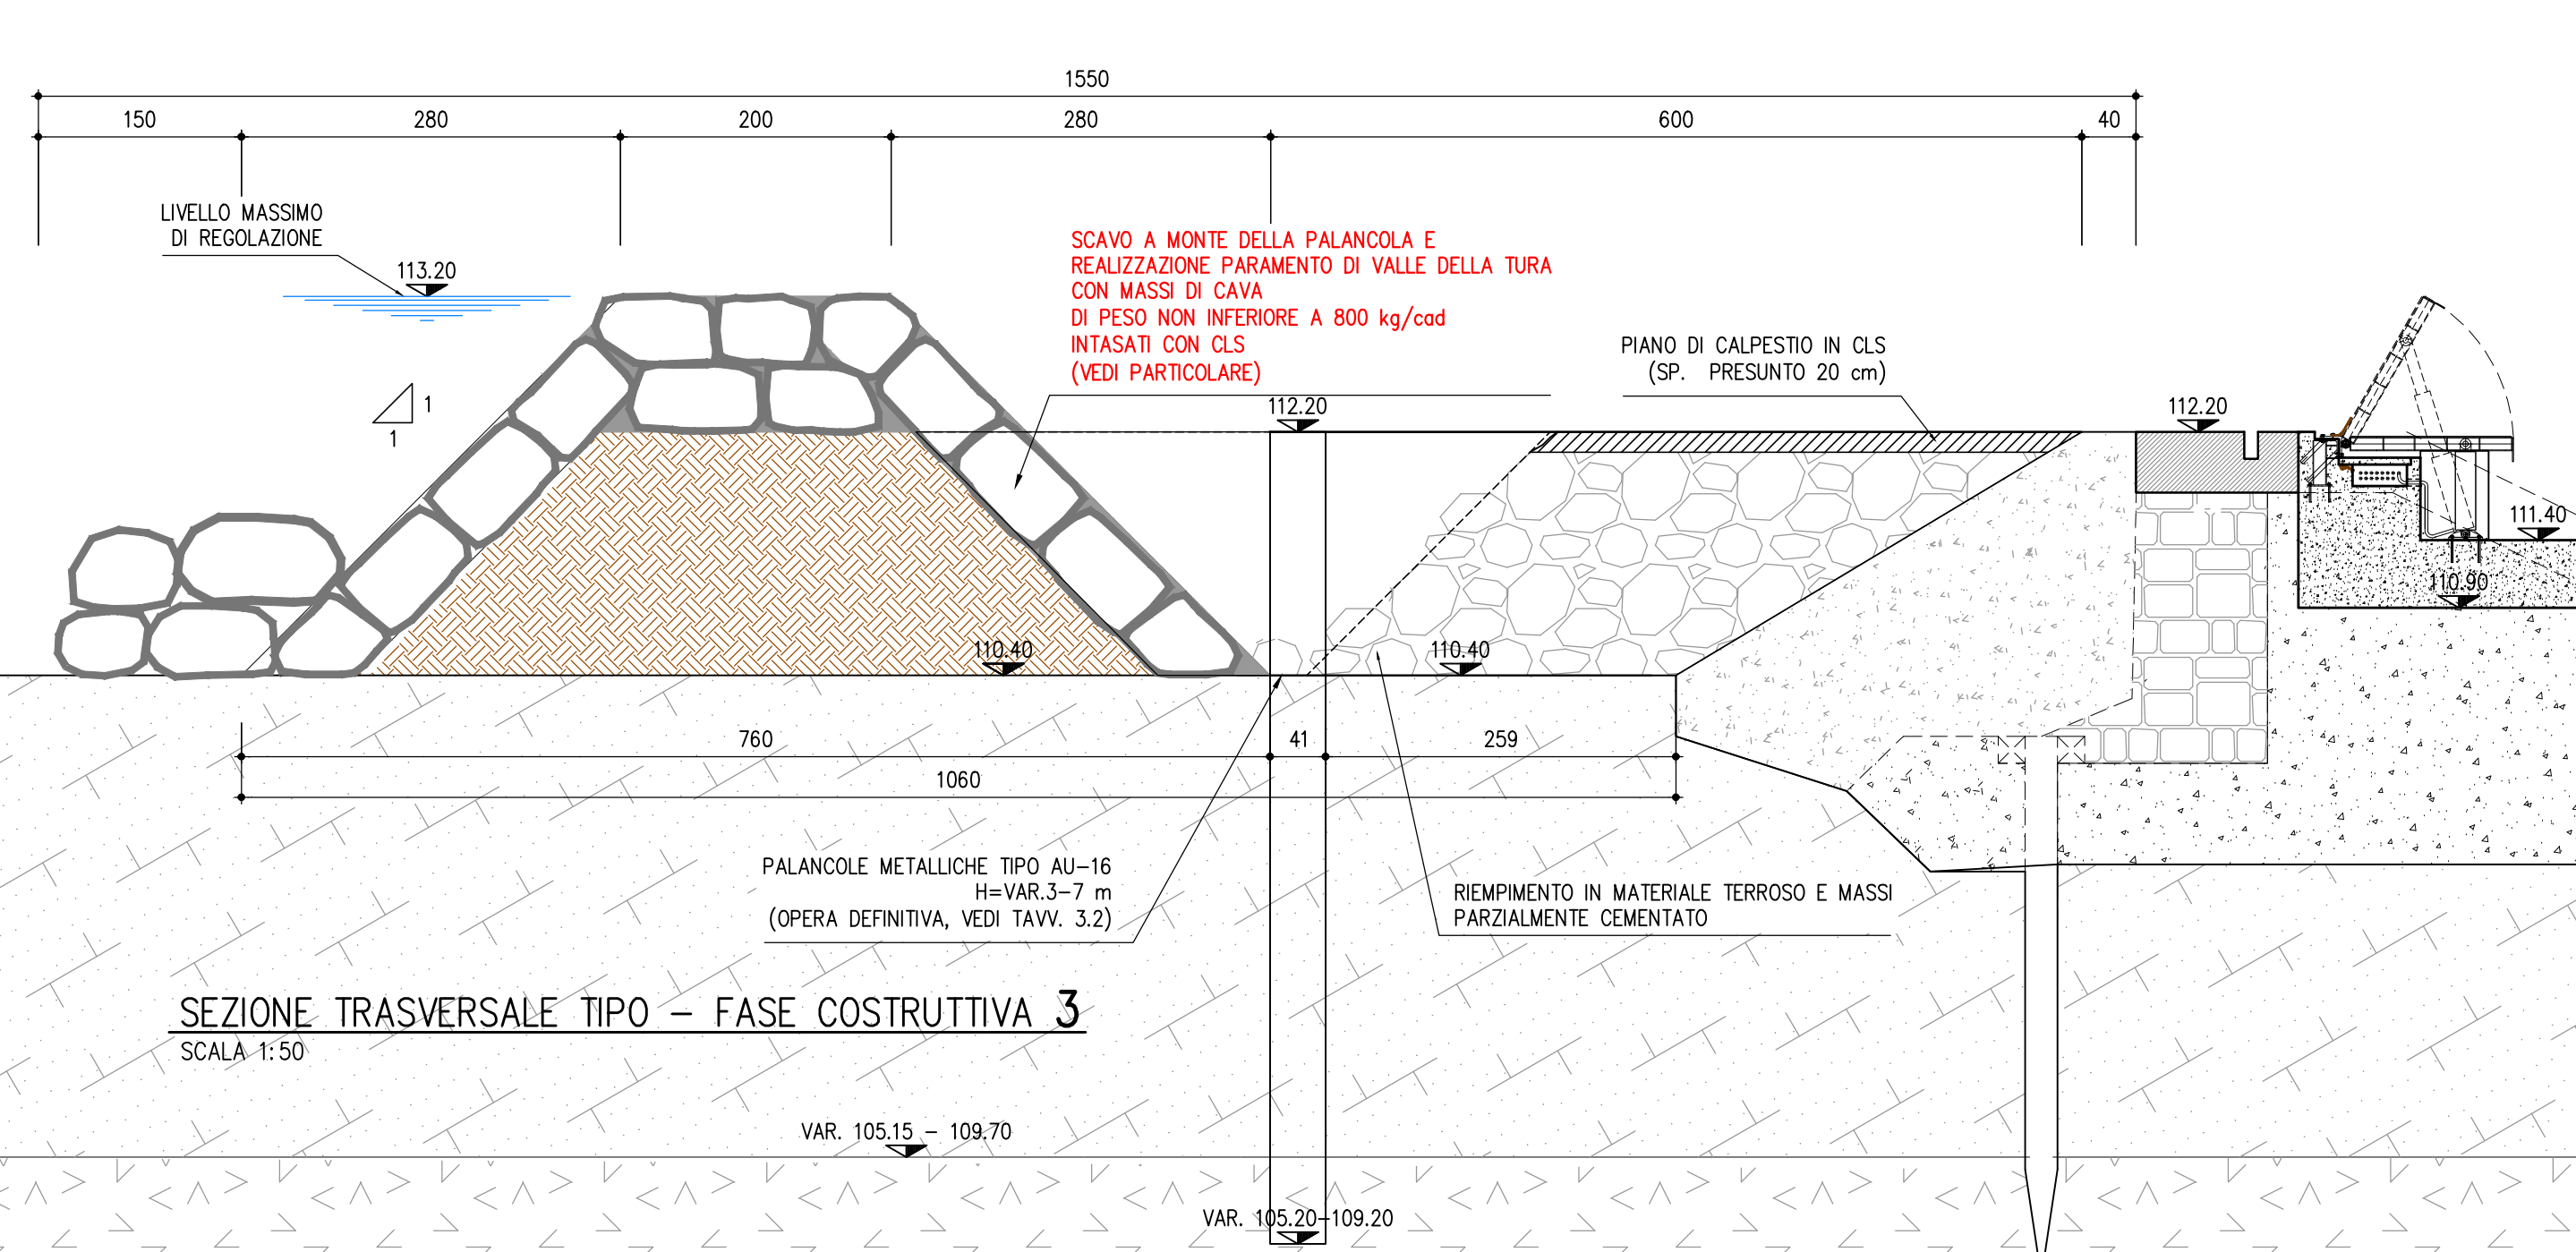 1550
150
280
200
280
600
40
LIVELLO MASSIMO
DI REGOLAZIONE
113.20
SCAVO A MONTE DELLA PALANCOLA E
REALIZZAZIONE PARAMENTO DI VALLE DELLA TURA
CON MASSI DI CAVA
DI PESO NON INFERIORE A 800 kg/cad
INTASATI CON CLS
(VEDI PARTICOLARE)
PIANO DI CALPESTIO IN CLS
(SP. PRESUNTO 20 cm)
1
1
112.20
112.20
111.40
110.90
110.40
110.40
760
41
259
1060
PALANCOLE METALLICHE TIPO AU-16
H=VAR.3-7 m
(OPERA DEFINITIVA, VEDI TAVV. 3.2)
RIEMPIMENTO IN MATERIALE TERROSO E MASSI
PARZIALMENTE CEMENTATO
SEZIONE TRASVERSALE TIPO - FASE COSTRUTTIVA 3
SCALA 1:50
VAR. 105.15 - 109.70
VAR. 105.20-109.20